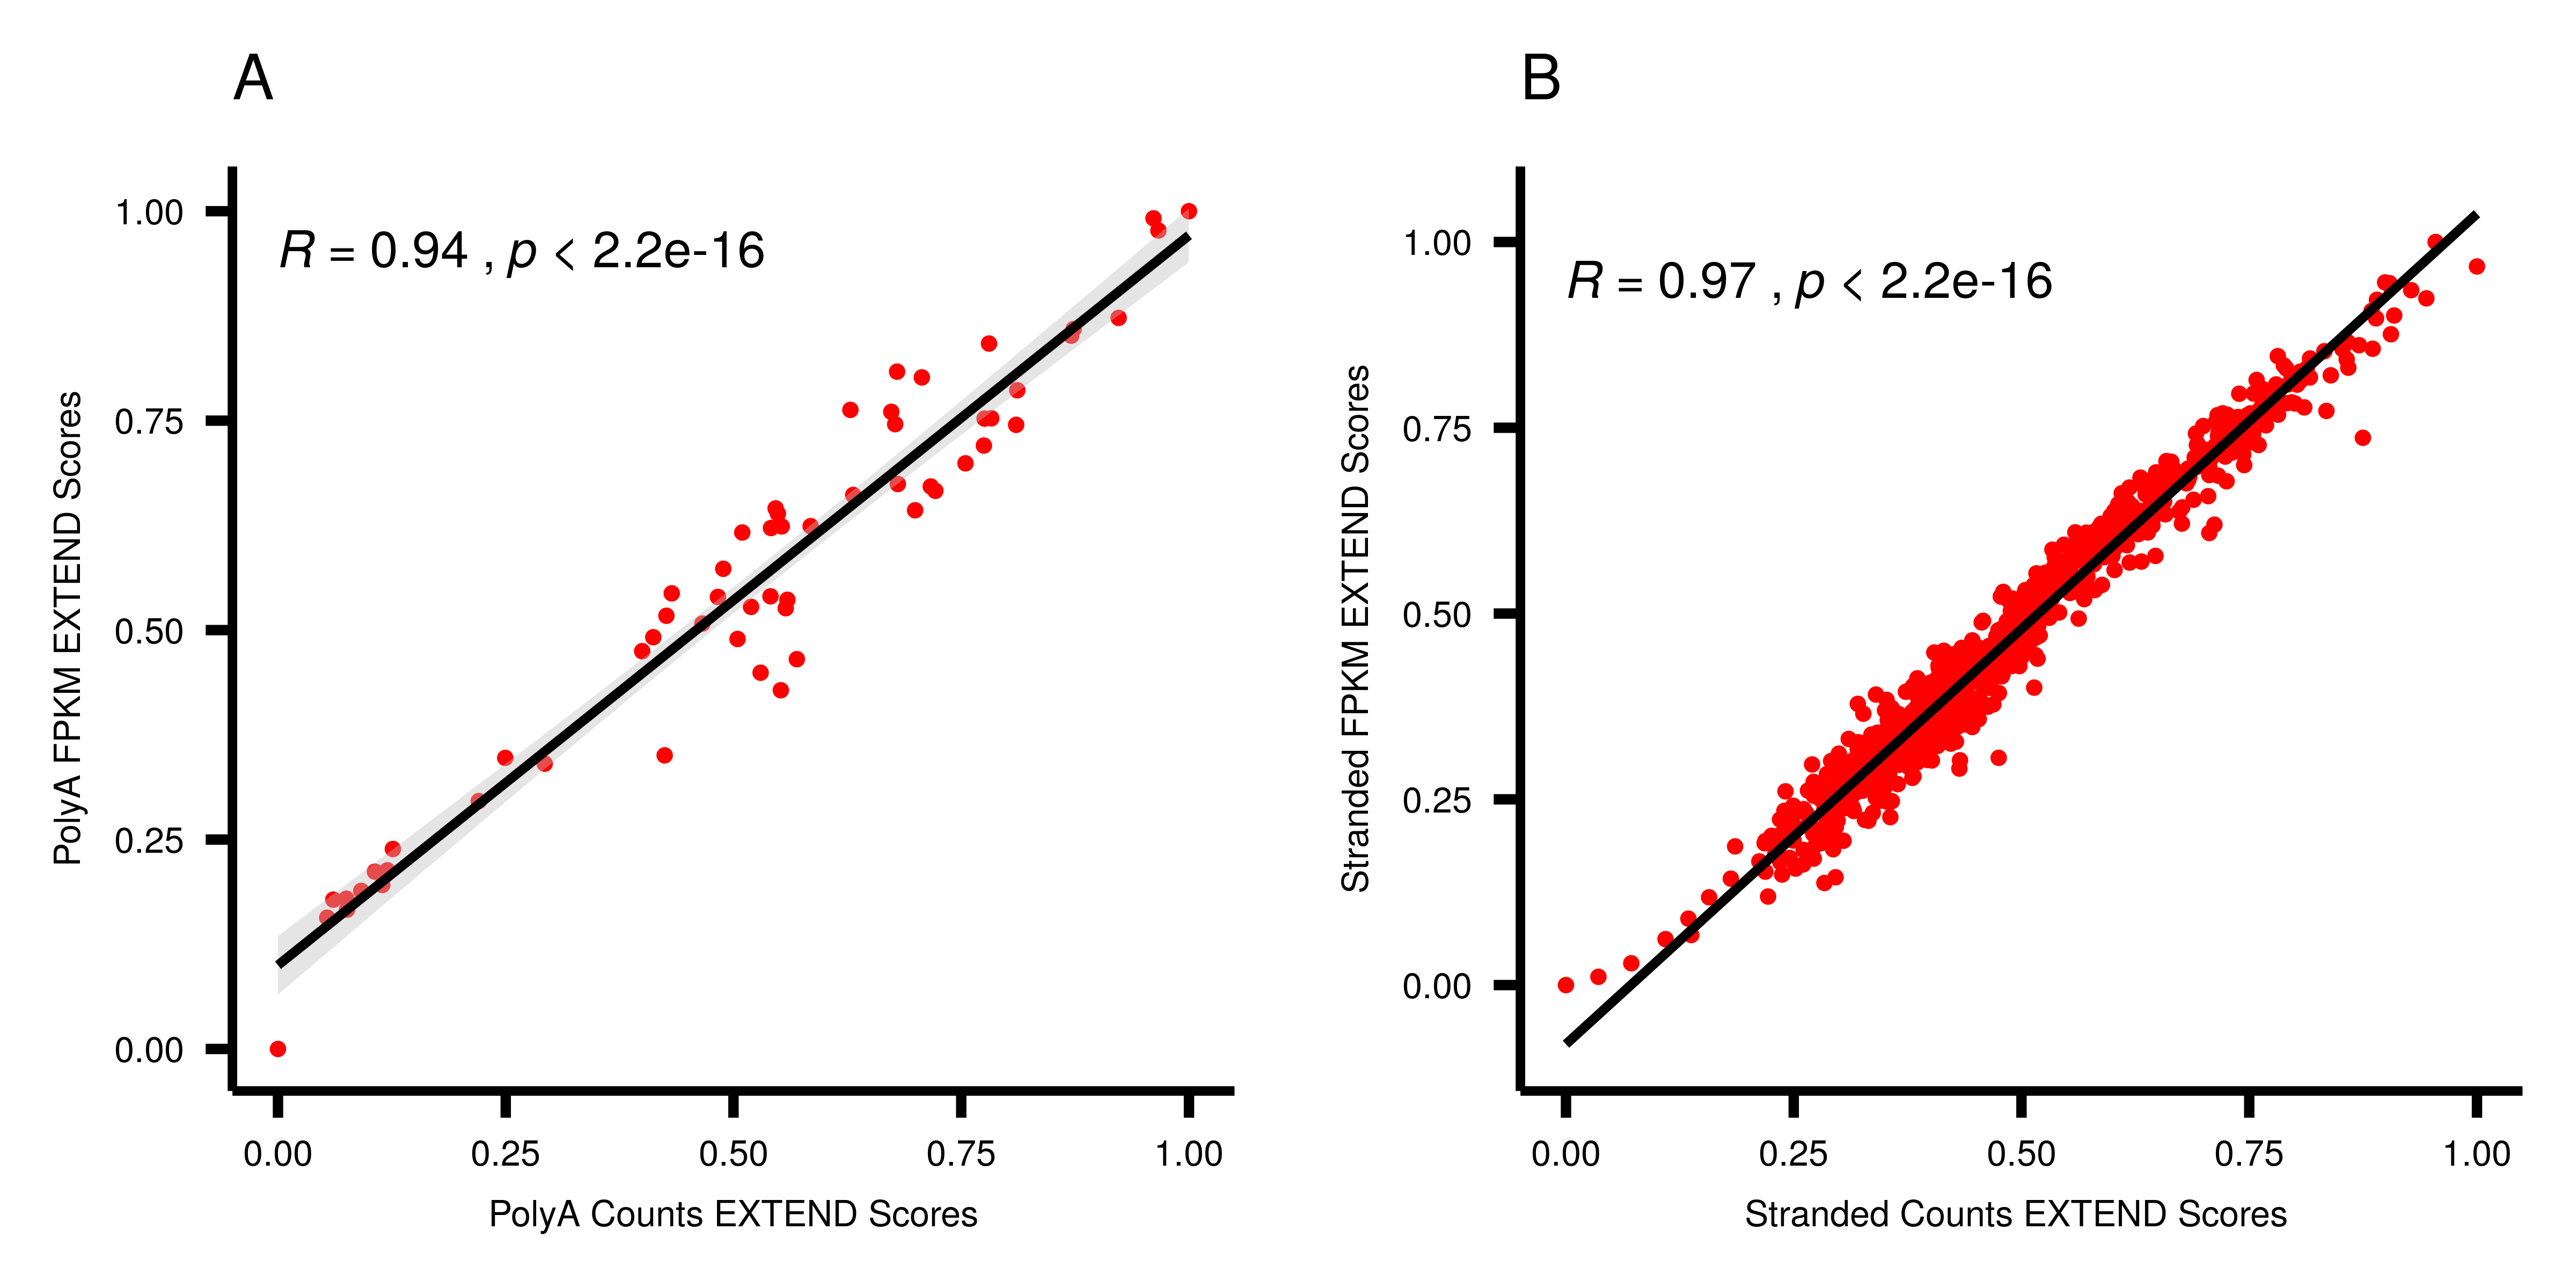 A
R = 0.94 , p < 2.2e-16
1.00
0.75
0.50
0.25
0.00
PolyA FPKM EXTEND Scores
0.00 0.25 0.50 0.75 1.00
PolyA Counts EXTEND Scores
B
R = 0.97 , p < 2.2e-16
1.00
0.75
0.50
0.25
0.00
Stranded FPKM EXTEND Scores
0.00 0.25 0.50 0.75 1.00
Stranded Counts EXTEND Scores